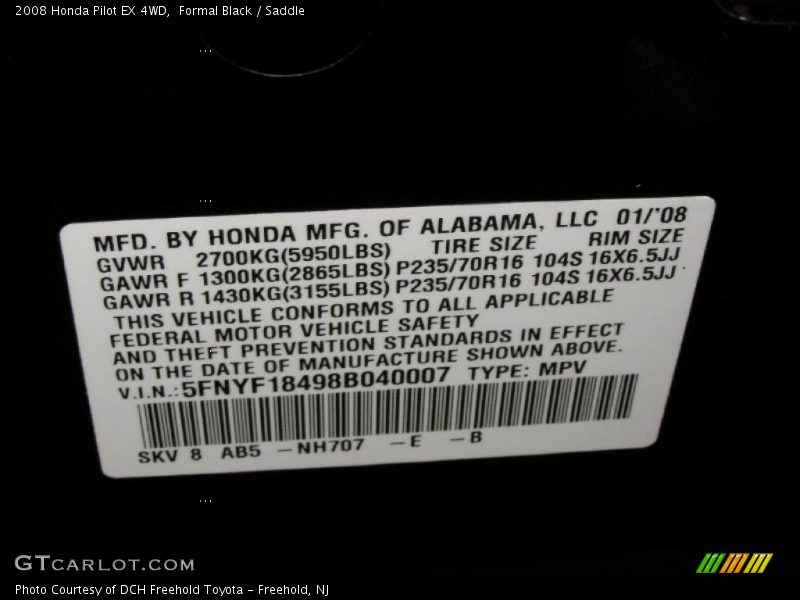 2008 Honda Pilot EX 4WD,  Formal Black / Saddle
MFD. BY HONDA MFG. OF ALABAMA, LLC 01/'08
GVWR 2700KG(5950LBS) TIRE SIZE RIM SIZE
GAWR F 1300KG(2865LBS) P235/70R16 104S 16X6.5JJ
GAWR R 1430KG(3155LBS) P235/70R16 104S 16X6.5JJ
THIS VEHICLE CONFORMS TO ALL APPLICABLE
FEDERAL MOTOR VEHICLE SAFETY
AND THEFT PREVENTION STANDARDS IN EFFECT
ON THE DATE OF MANUFACTURE SHOWN ABOVE.
V.I.N.:5FNYF18498B040007 TYPE: MPV
SKV 8 AB5 -NH707 -E -B
GTCARLOT.COM
Photo Courtesy of DCH Freehold Toyota - Freehold, NJ